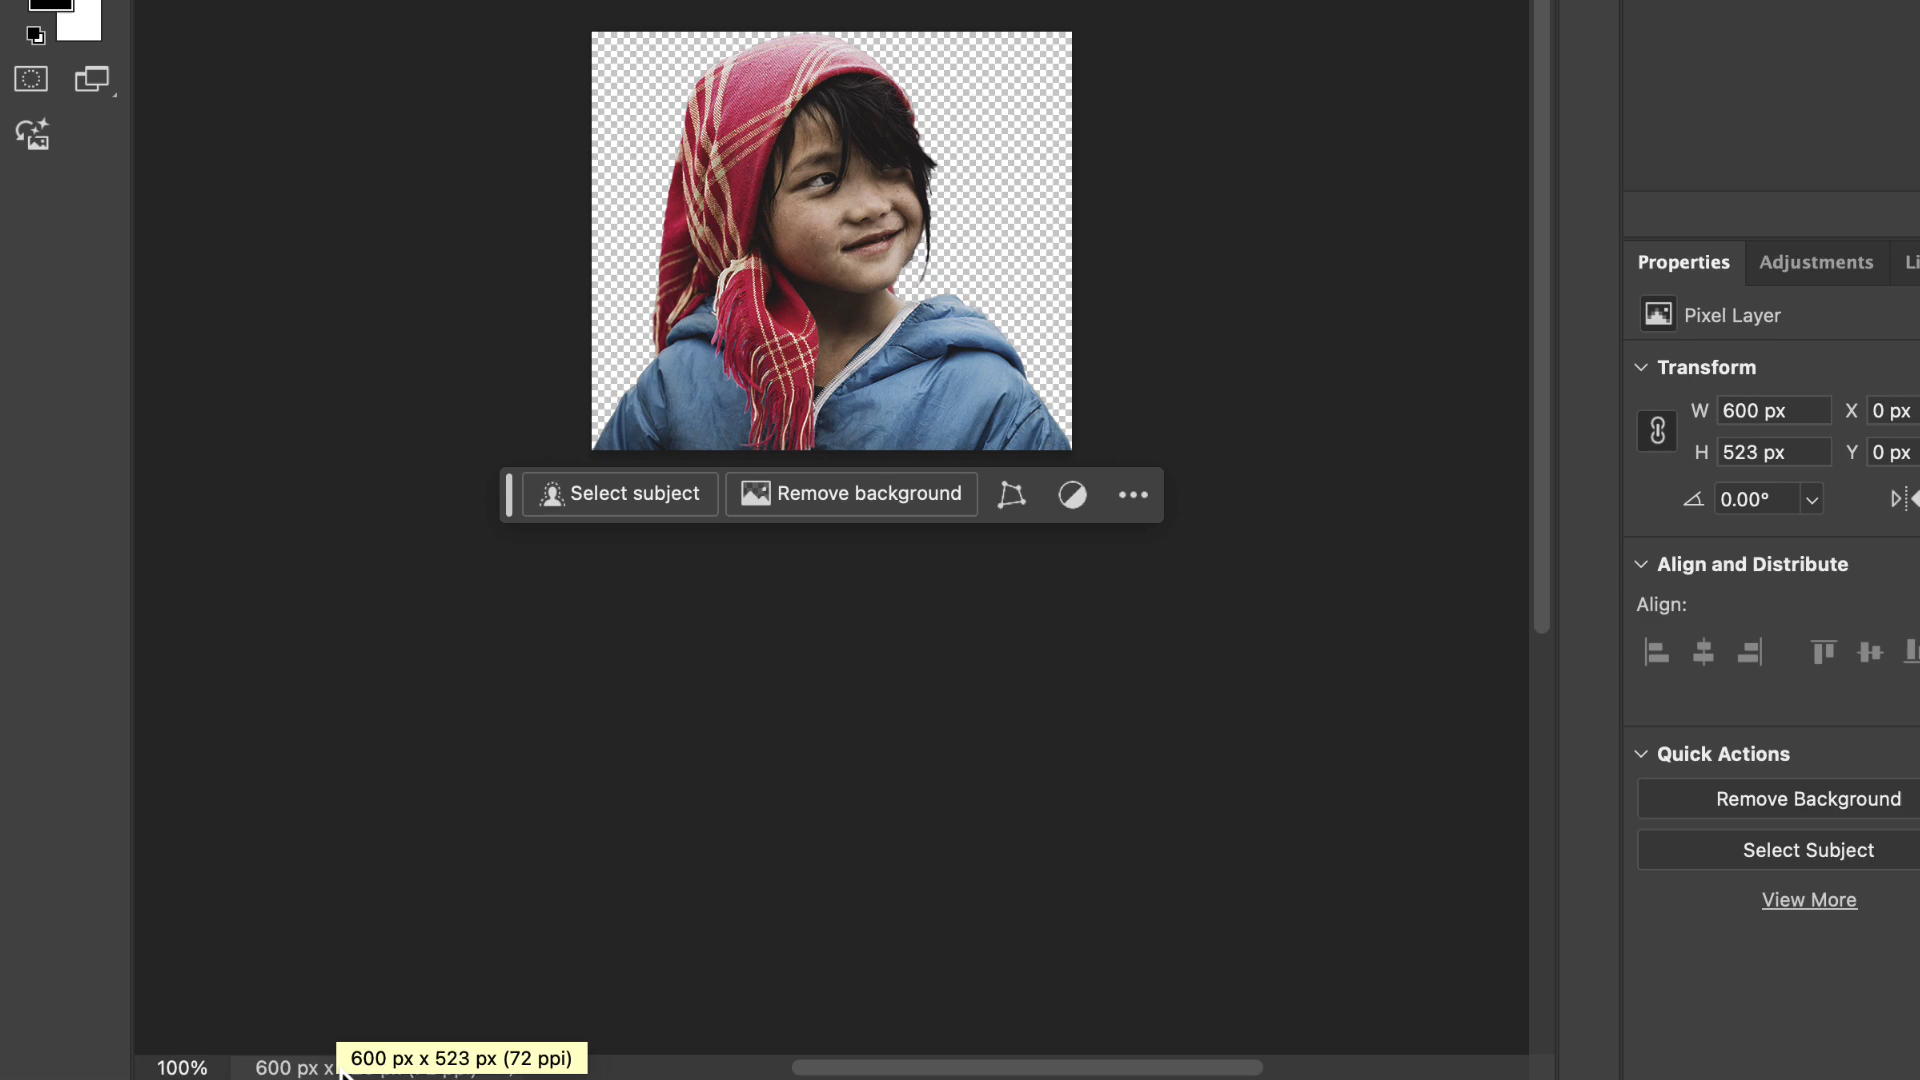 Properties
Adjustments
Li
Pixel Layer
Transform
W 600 px X 0 px
H 523 px Y 0 px
0.00°
Select subject
Remove background
Align and Distribute
Align:
Quick Actions
Remove Background
Select Subject
View More
600 px x 523 px (72 ppi)
100%
600 px x